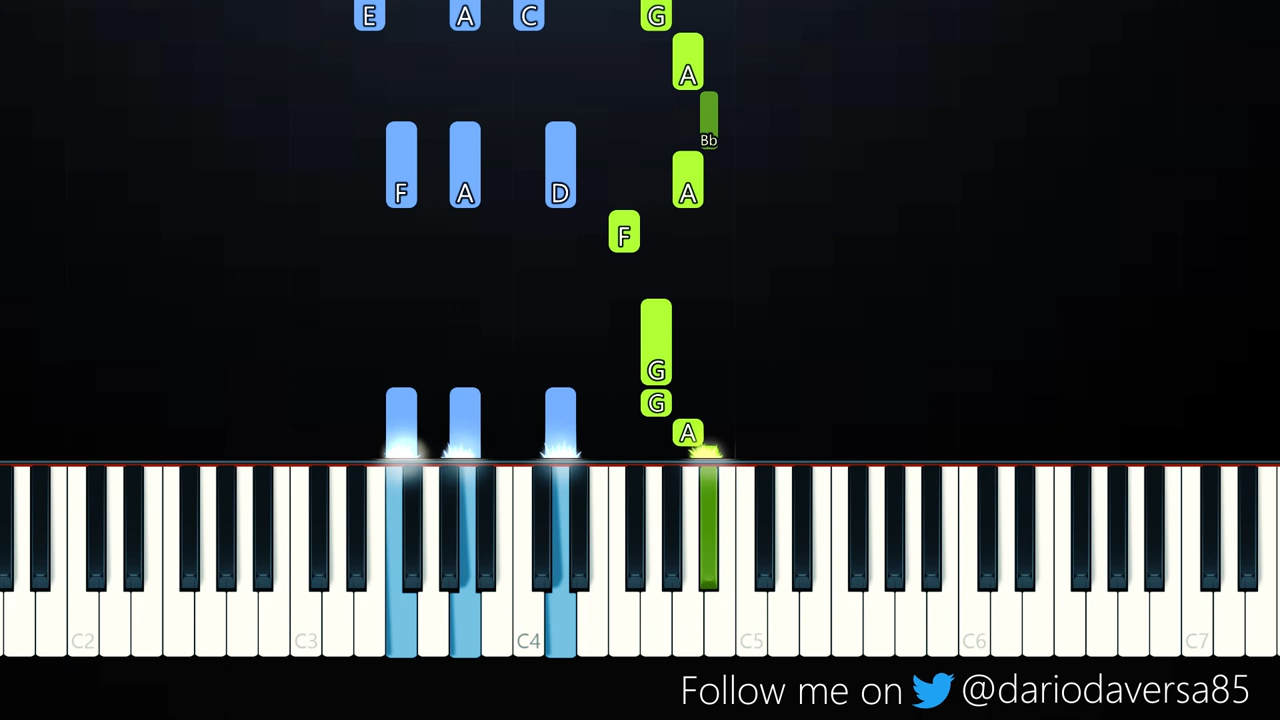 E A C G
A
Bb
F A D A
F
G
G
A
C2 C3 C4 C5 C6 C7
Follow me on @dariodaversa85